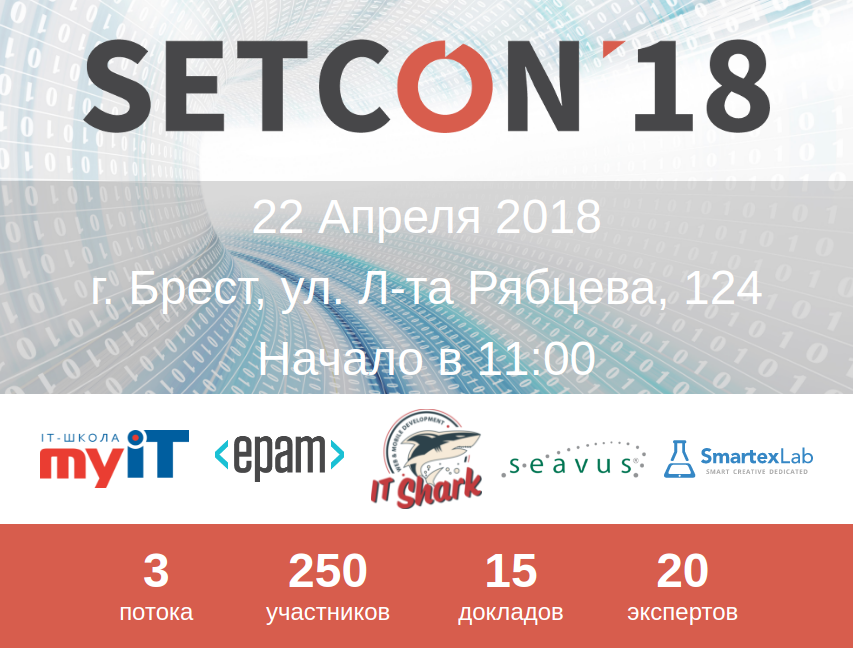 SETCON'18
22 Апреля 2018
г. Брест, ул. Л-та Рябцева, 124
Начало в 11:00
IT-ШКОЛА
myiT
<epam>
WEB & MOBILE DEVELOPMENT
IT Shark
seavus®
SmartexLab
SMART CREATIVE DEDICATED
3 250 15 20
потока участников докладов экспертов